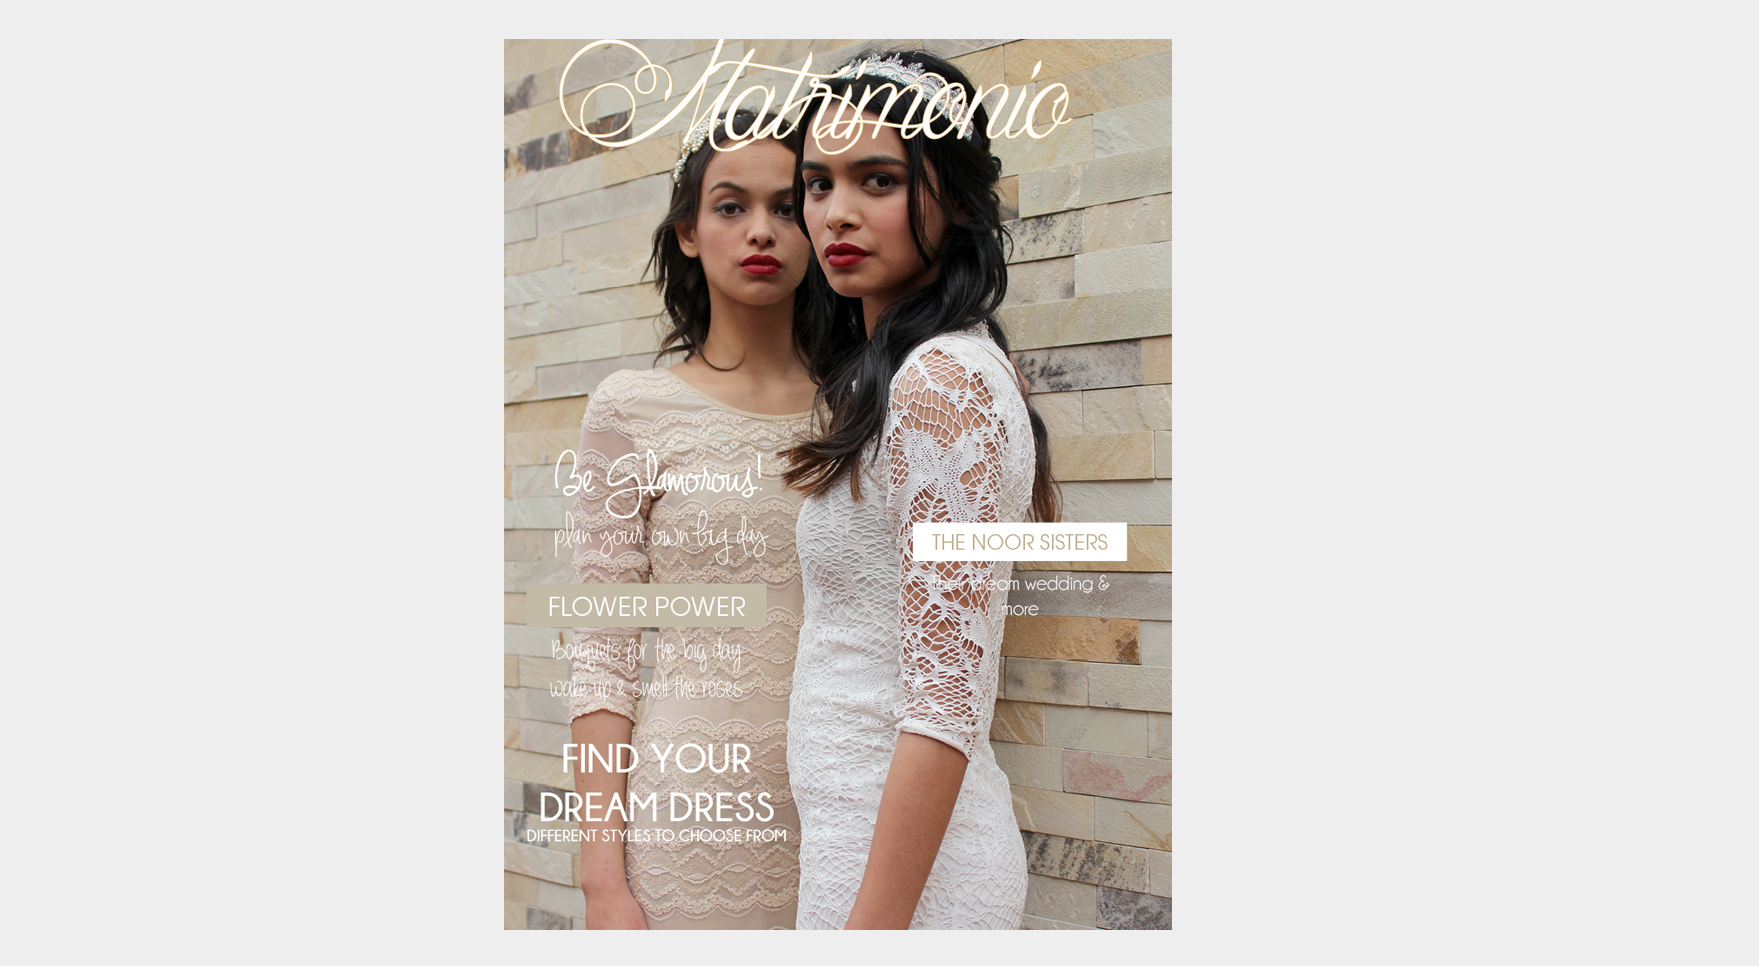 Matrimonio
Be Glamorous!
plan your own big day
FLOWER POWER
Bouquets for the big day
wake up & smell the roses
FIND YOUR
DREAM DRESS
DIFFERENT STYLES TO CHOOSE FROM
THE NOOR SISTERS
Their dream wedding &
more